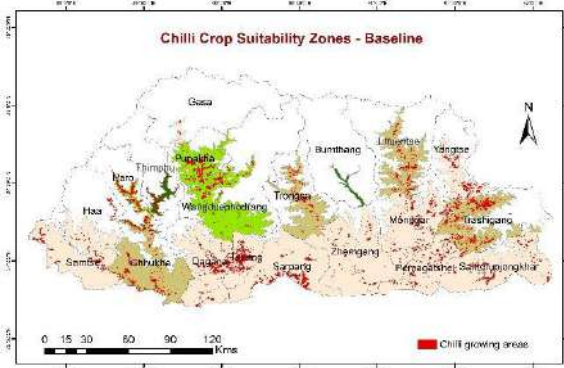 Chilli Crop Suitability Zones - Baseline
Gasa
N
Punakha
Bumthang
Lhuentse
Yangtse
Thimphu
Paro
Wangduephodrang
Trongsa
Haa
Monggar
Trashigang
Zhemgang
Samtse
Chhukha
Dagana
Tsirang
Sarpang
Pemagatshel
Samdrupjongkhar
0 15 30 60 90 120
Kms
Chilli growing areas